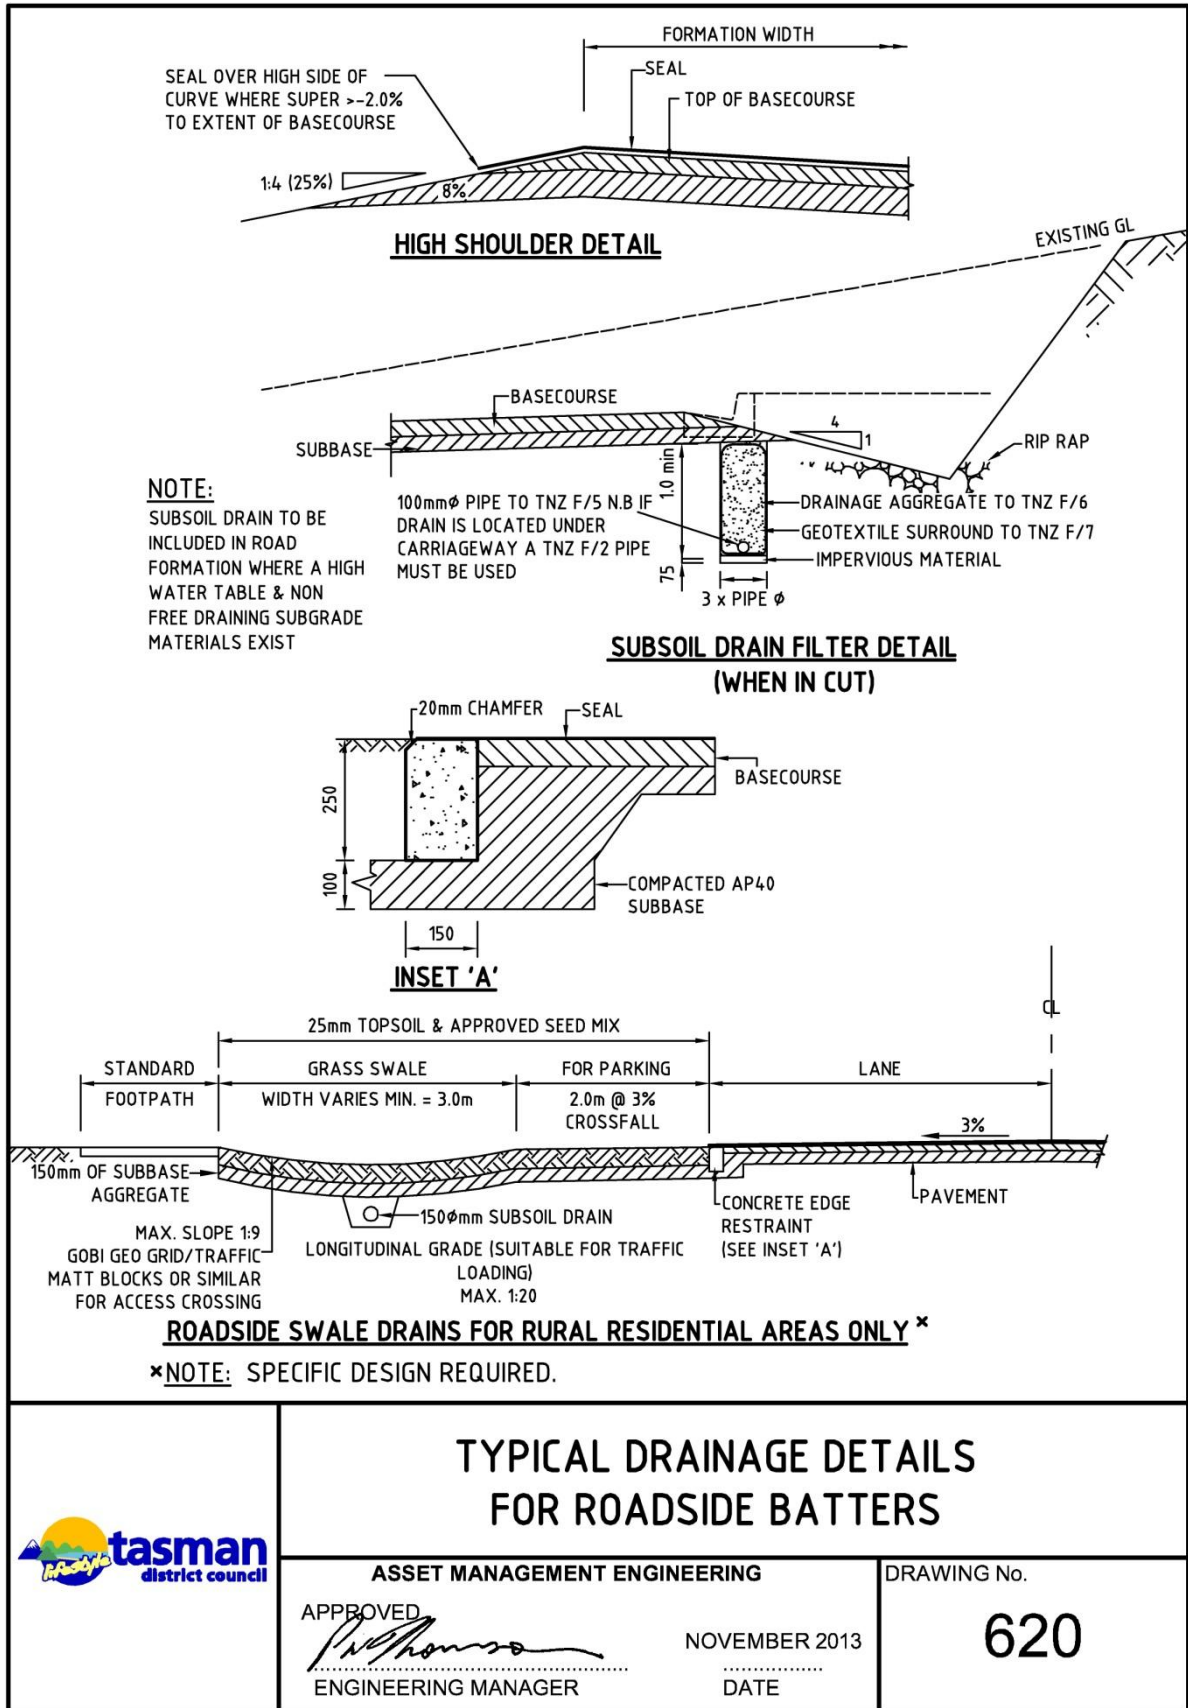 FORMATION WIDTH
SEAL OVER HIGH SIDE OF
CURVE WHERE SUPER >-2.0%
TO EXTENT OF BASECOURSE
SEAL
TOP OF BASECOURSE
1:4 (25%)
8%
HIGH SHOULDER DETAIL
EXISTING GL
BASECOURSE
SUBBASE
4
1
RIP RAP
1.0 min
75
NOTE:
SUBSOIL DRAIN TO BE
INCLUDED IN ROAD
FORMATION WHERE A HIGH
WATER TABLE & NON
FREE DRAINING SUBGRADE
MATERIALS EXIST
100mmϕ PIPE TO TNZ F/5 N.B IF
DRAIN IS LOCATED UNDER
CARRIAGEWAY A TNZ F/2 PIPE
MUST BE USED
DRAINAGE AGGREGATE TO TNZ F/6
GEOTEXTILE SURROUND TO TNZ F/7
IMPERVIOUS MATERIAL
3 x PIPE ϕ
SUBSOIL DRAIN FILTER DETAIL
(WHEN IN CUT)
20mm CHAMFER
SEAL
BASECOURSE
250
100
COMPACTED AP40
SUBBASE
150
INSET 'A'
CL
25mm TOPSOIL & APPROVED SEED MIX
STANDARD
FOOTPATH
GRASS SWALE
WIDTH VARIES MIN. = 3.0m
FOR PARKING
2.0m @ 3%
CROSSFALL
LANE
3%
150mm OF SUBBASE
AGGREGATE
150ϕmm SUBSOIL DRAIN
CONCRETE EDGE
RESTRAINT
(SEE INSET 'A')
PAVEMENT
MAX. SLOPE 1:9
GOBI GEO GRID/TRAFFIC
MATT BLOCKS OR SIMILAR
FOR ACCESS CROSSING
LONGITUDINAL GRADE (SUITABLE FOR TRAFFIC
LOADING)
MAX. 1:20
ROADSIDE SWALE DRAINS FOR RURAL RESIDENTIAL AREAS ONLY *
*NOTE: SPECIFIC DESIGN REQUIRED.
TYPICAL DRAINAGE DETAILS
FOR ROADSIDE BATTERS
lifestyle
tasman
district council
ASSET MANAGEMENT ENGINEERING
APPROVED
ENGINEERING MANAGER
NOVEMBER 2013
DATE
DRAWING No.
620